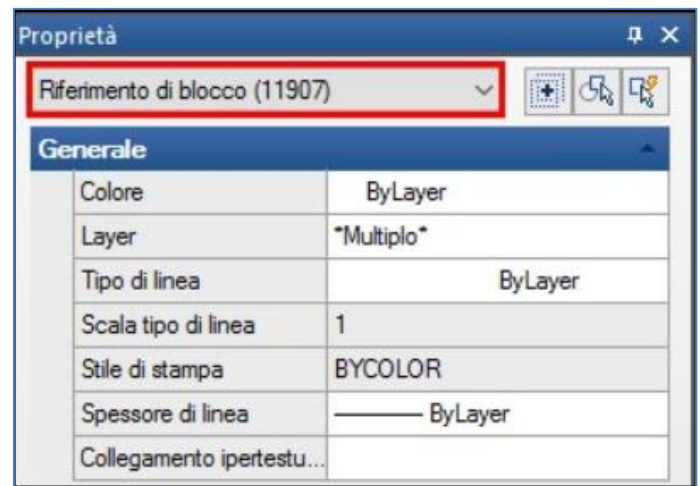 Proprietà
Riferimento di blocco (11907)
Generale
Colore ByLayer
Layer *Multiplo*
Tipo di linea ByLayer
Scala tipo di linea 1
Stile di stampa BYCOLOR
Spessore di linea ByLayer
Collegamento ipertestu...